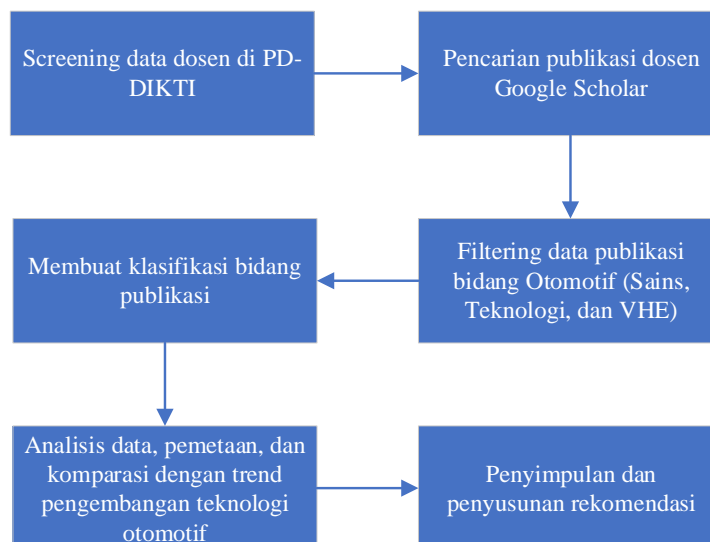 Screening data dosen di PD-
DIKTI
Pencarian publikasi dosen
Google Scholar
Filtering data publikasi
bidang Otomotif (Sains,
Teknologi, dan VHE)
Membuat klasifikasi bidang
publikasi
Analisis data, pemetaan, dan
komparasi dengan trend
pengembangan teknologi
otomotif
Penyimpulan dan
penyusunan rekomendasi